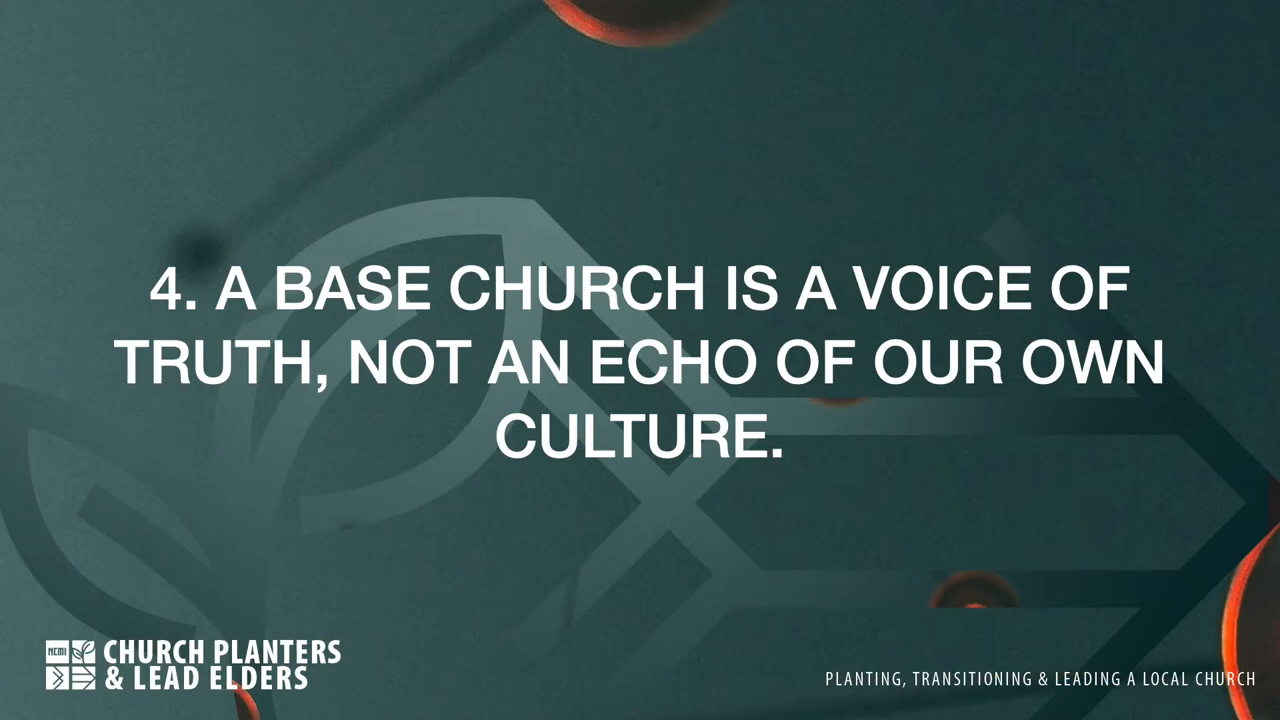 4. A BASE CHURCH IS A VOICE OF
TRUTH, NOT AN ECHO OF OUR OWN
CULTURE.
NCMI
CHURCH PLANTERS
& LEAD ELDERS
PLANTING, TRANSITIONING & LEADING A LOCAL CHURCH